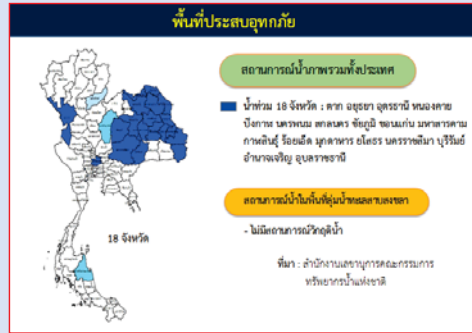 พื้นที่ประสบอุทกภัย
สถานการณ์น้ำภาพรวมทั้งประเทศ
น้ำท่วม 18 จังหวัด : ตาก อยุธยา อุดรธานี หนองคาย
บึงกาฬ นครพนม สกลนคร ชัยภูมิ ขอนแก่น มหาสารคาม
กาฬสินธุ์ ร้อยเอ็ด มุกดาหาร ยโสธร นครราชสีมา บุรีรัมย์
อำนาจเจริญ อุบลราชธานี
สถานการณ์น้ำในพื้นที่ลุ่มน้ำทะเลสาบสงขลา
- ไม่มีสถานการณ์วิกฤติน้ำ
18 จังหวัด
ที่มา : สำนักงานเลขานุการคณะกรรมการ
ทรัพยากรน้ำแห่งชาติ